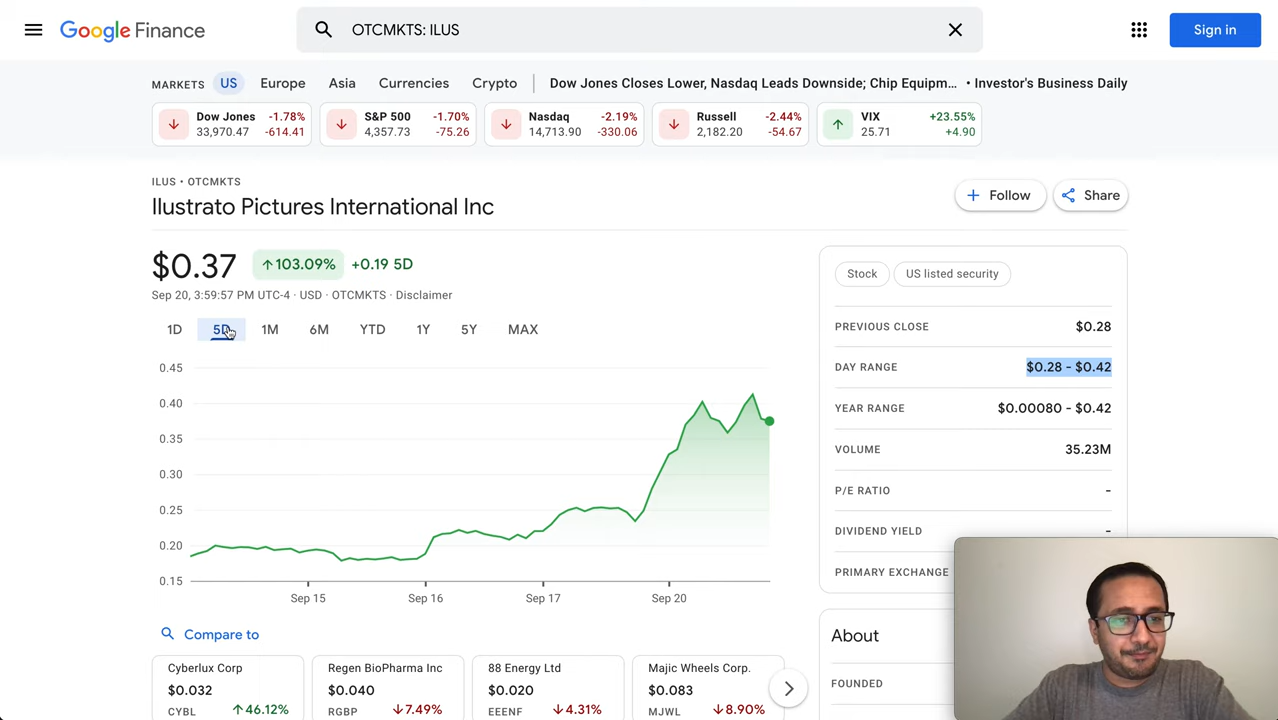 Google Finance
OTCMKTS: ILUS
Sign in
MARKETS US Europe Asia Currencies Crypto
Dow Jones Closes Lower, Nasdaq Leads Downside; Chip Equipm... • Investor's Business Daily
Dow Jones -1.78%
33,970.47 -614.41
S&P 500 -1.70%
4,357.73 -75.26
Nasdaq -2.19%
14,713.90 -330.06
Russell -2.44%
2,182.20 -54.67
VIX +23.55%
25.71 +4.90
ILUS • OTCMKTS
Ilustrato Pictures International Inc
Follow
Share
$0.37 103.09% +0.19 5D
Sep 20, 3:59:57 PM UTC-4 · USD · OTCMKTS · Disclaimer
1D 5D 1M 6M YTD 1Y 5Y MAX
0.45
0.40
0.35
0.30
0.25
0.20
0.15
Sep 15 Sep 16 Sep 17 Sep 20
Compare to
Cyberlux Corp
$0.032
CYBL 46.12%
Regen BioPharma Inc
$0.040
RGBP 7.49%
88 Energy Ltd
$0.020
EEENF 4.31%
Majic Wheels Corp.
$0.083
MJWL 8.90%
Stock US listed security
PREVIOUS CLOSE $0.28
DAY RANGE $0.28 - $0.42
YEAR RANGE $0.00080 - $0.42
VOLUME 35.23M
P/E RATIO -
DIVIDEND YIELD -
PRIMARY EXCHANGE
About
FOUNDED